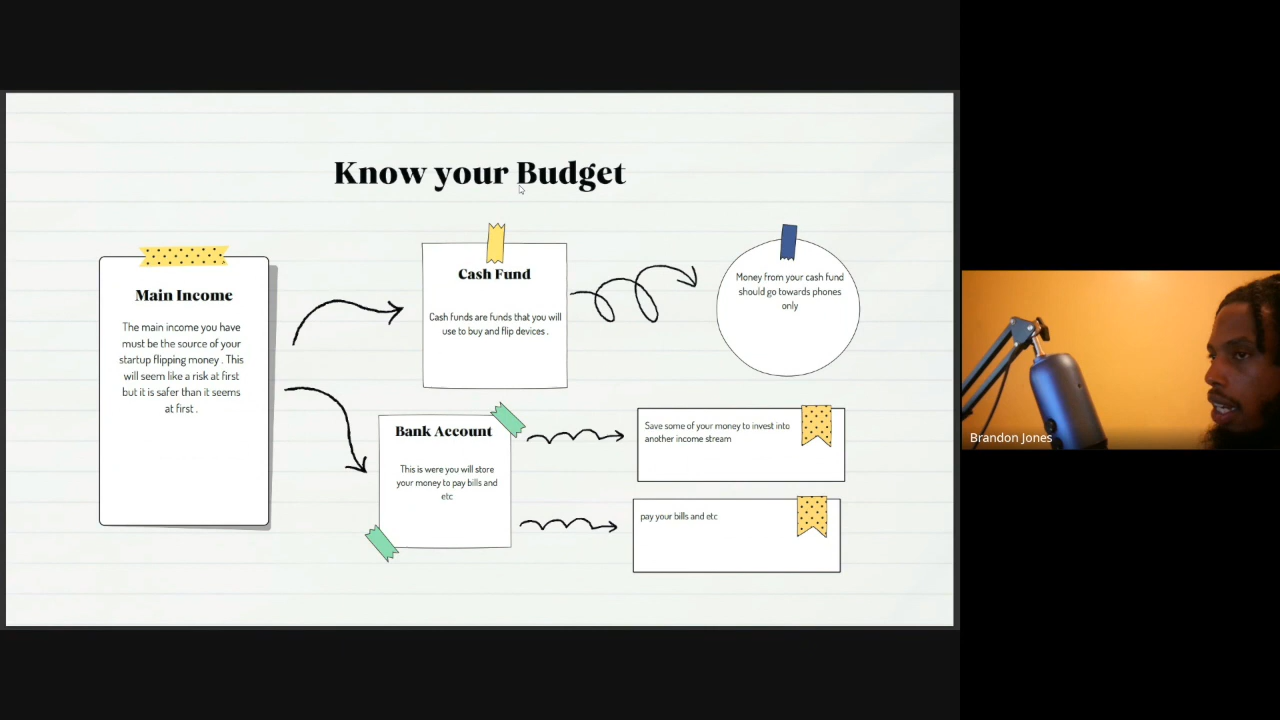 Know your Budget
Main Income
The main income you have
must be the source of your
startup flipping money . This
will seem like a risk at first
but it is safer than it seems
at first .
Cash Fund
Cash funds are funds that you will
use to buy and flip devices .
Money from your cash fund
should go towards phones
only
Bank Account
This is were you will store
your money to pay bills and
etc
Save some of your money to invest into
another income stream
pay your bills and etc
Brandon Jones